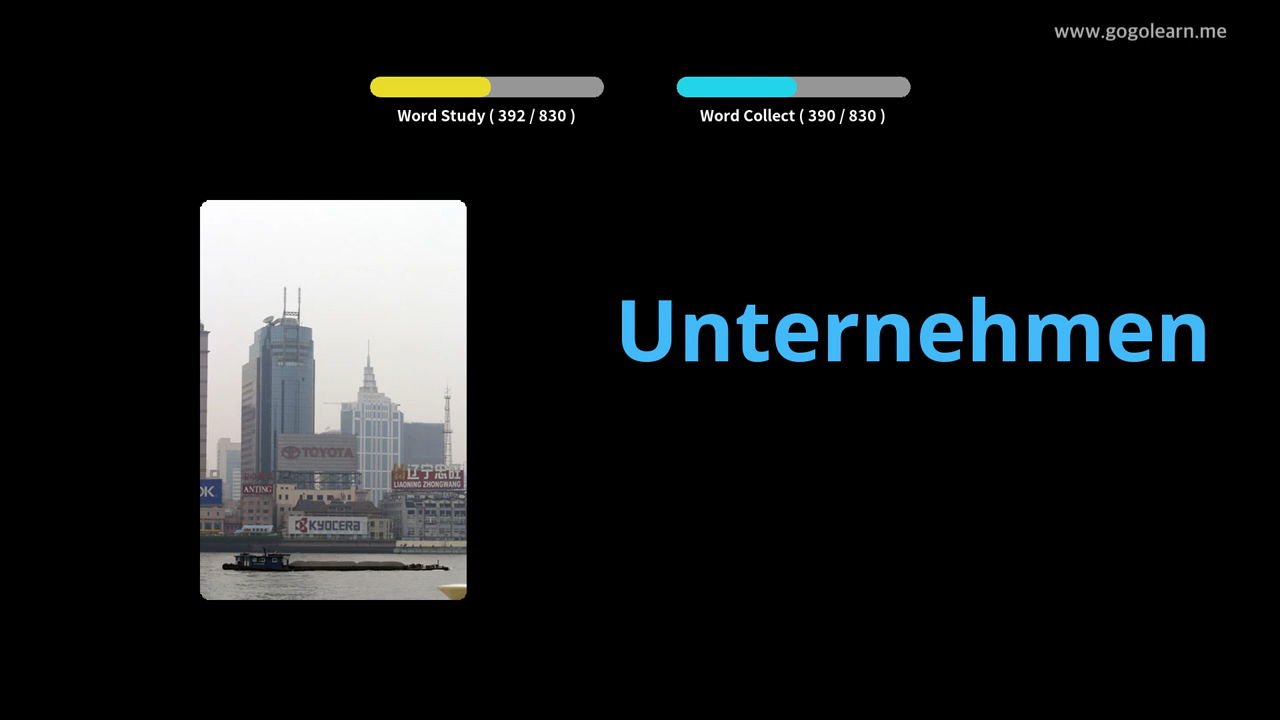 www.gogolearn.me
Word Study ( 392 / 830 )
Word Collect ( 390 / 830 )
Unternehmen
TOYOTA
辽宁忠旺
LIAONING ZHONGWANG
OK
ANTING
KYOCERA